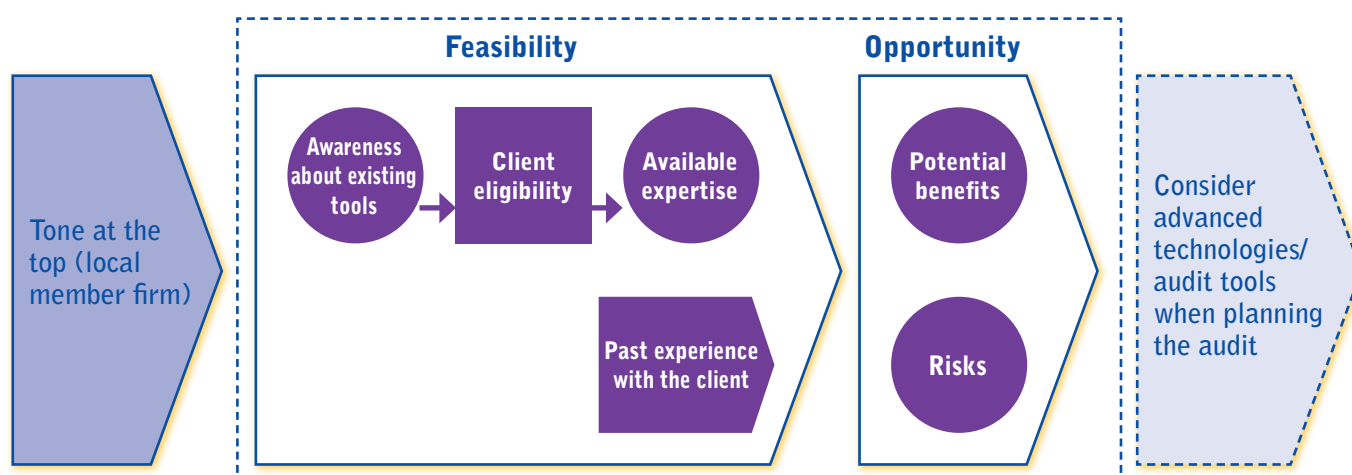 Feasibility
Opportunity
Tone at the
top (local
member firm)
Awareness
about existing
tools
Client
eligibility
Available
expertise
Past experience
with the client
Potential
benefits
Risks
Consider
advanced
technologies/
audit tools
when planning
the audit